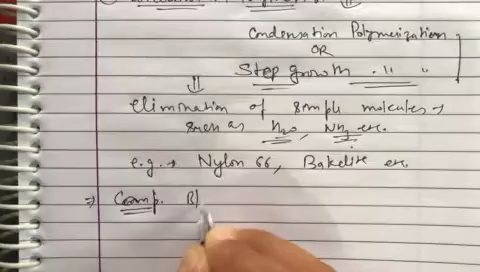 Condensation Polymerization
OR
Step growth " "
⇓
elimination of simple molecules →
such as H₂O, NH₃ etc.
e.g. → Nylon 66, Bakelite etc.
⇒ Comp. B/